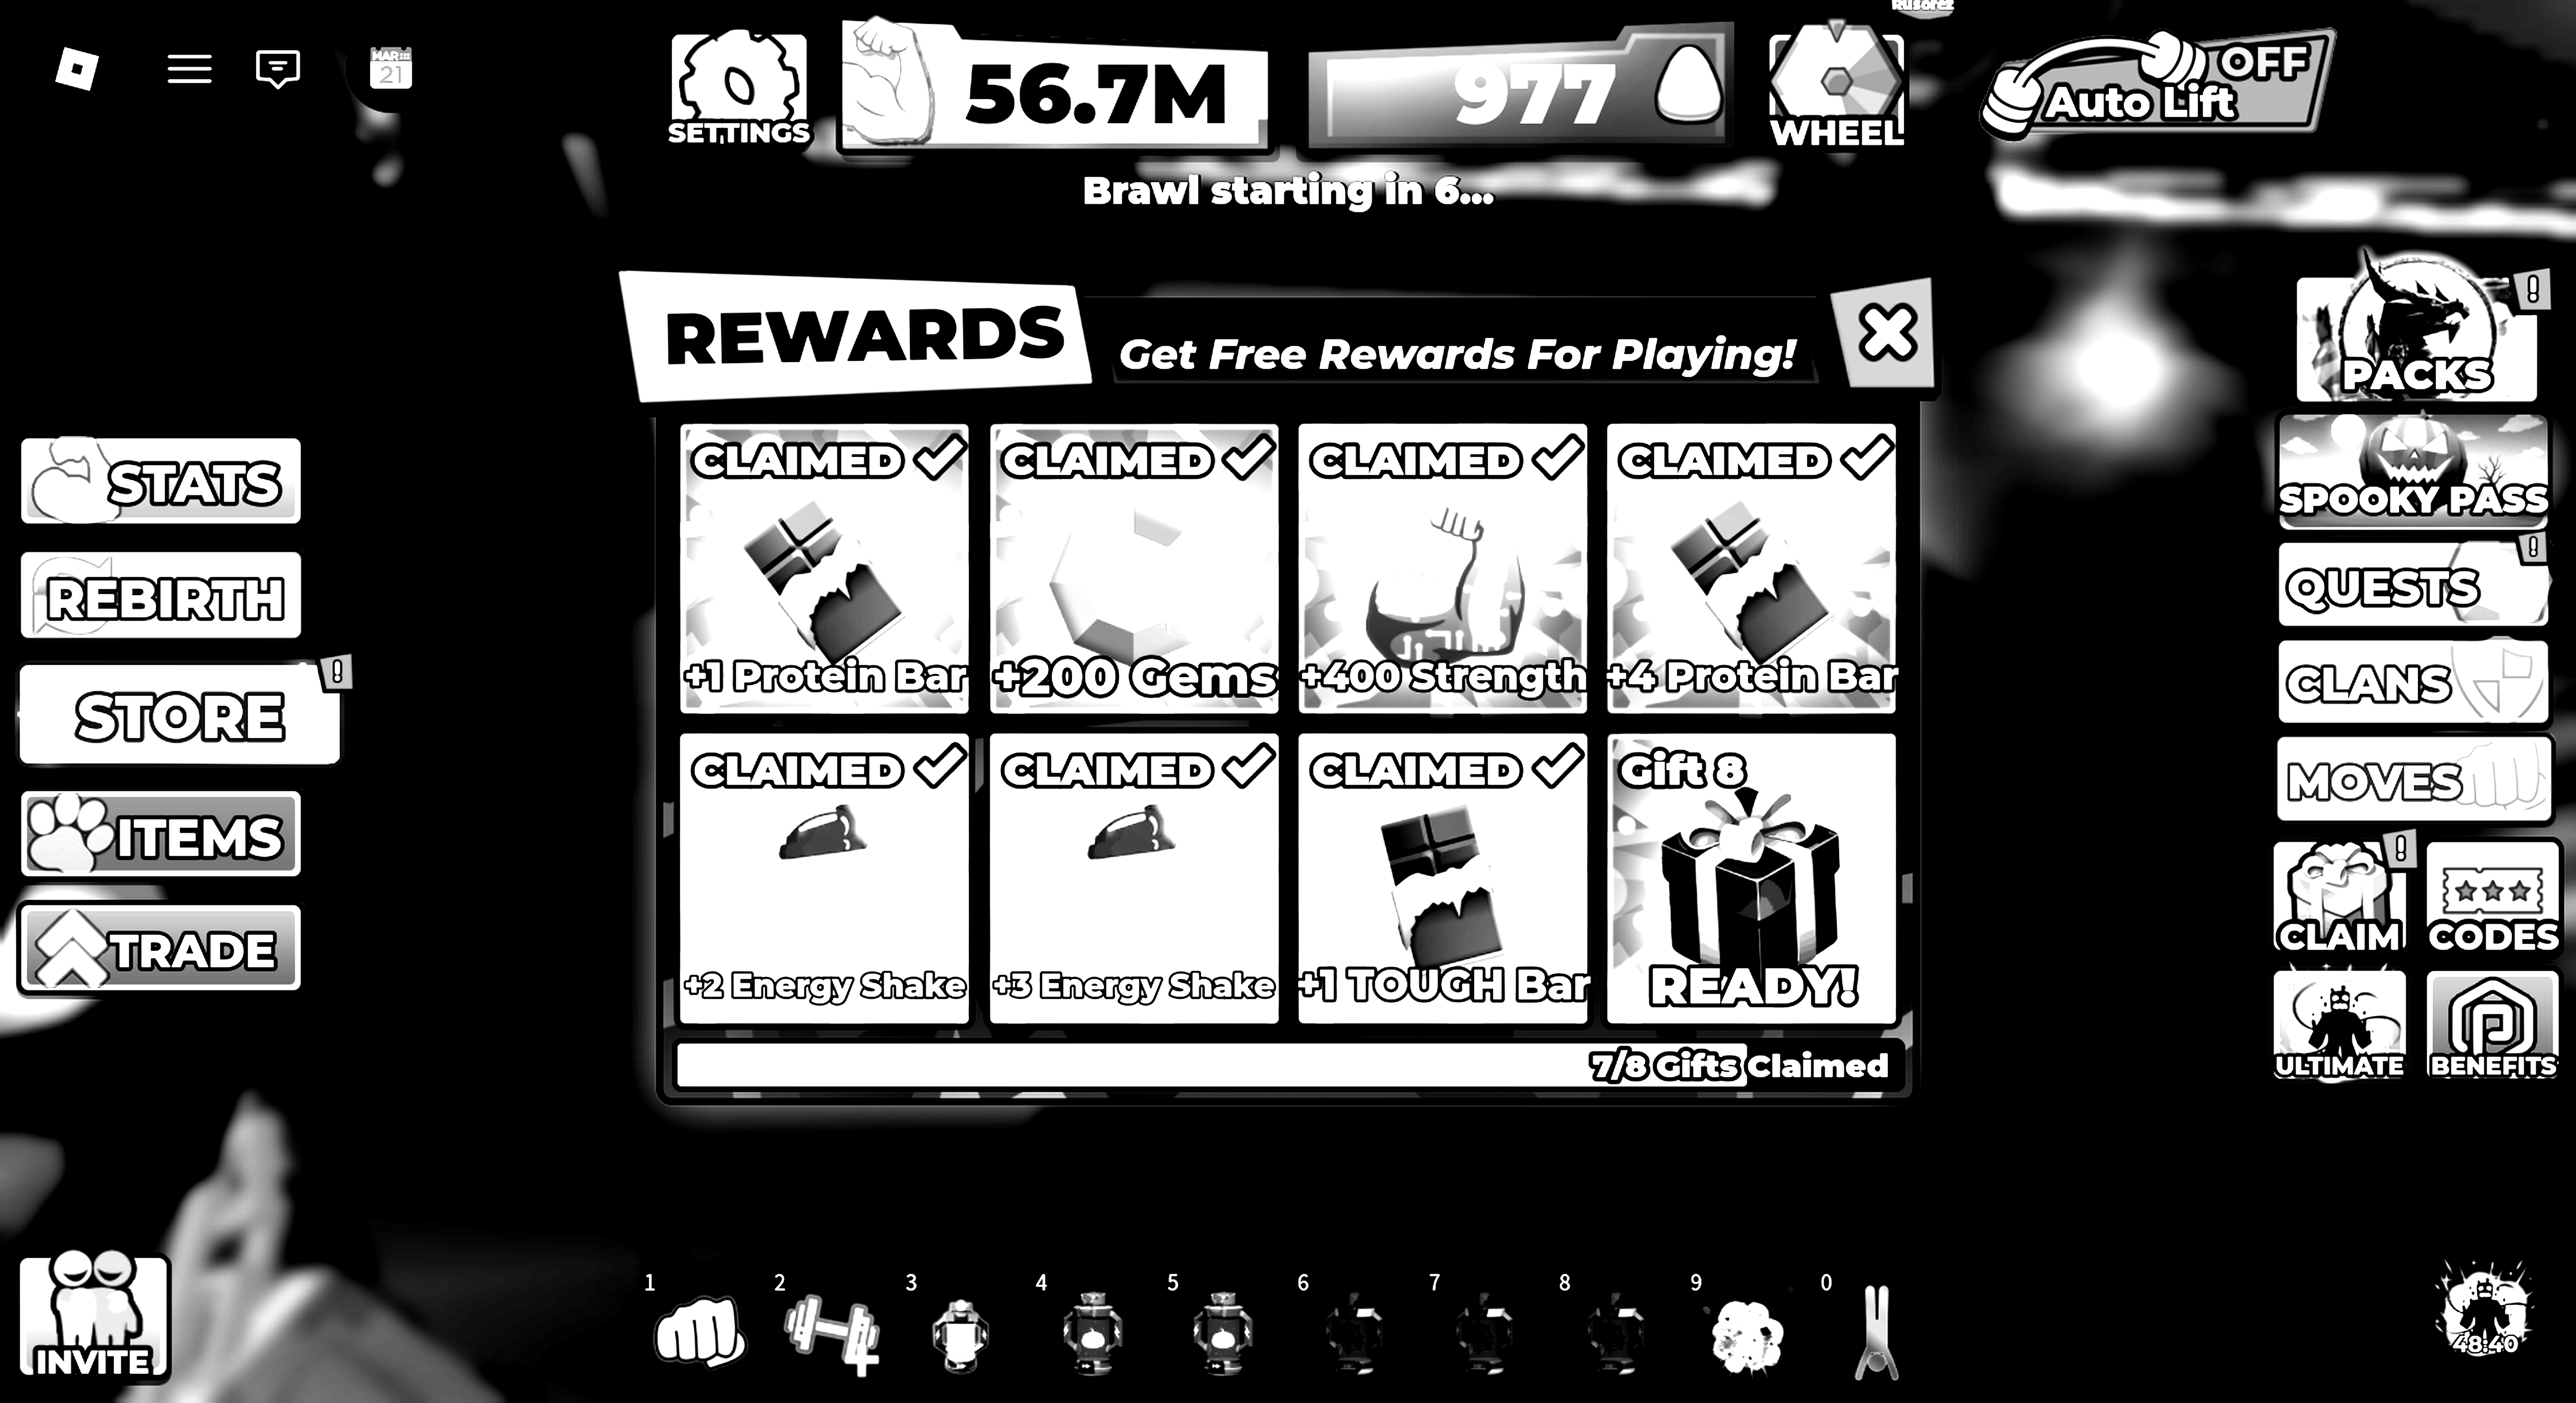 Rusorez
MAR
21
SETTINGS
56.7M
977
WHEEL
OFF
Auto Lift
Brawl starting in 6...
REWARDS
Get Free Rewards For Playing!
!
PACKS
SPOOKY PASS
!
QUESTS
CLANS
MOVES
!
CLAIM
CODES
ULTIMATE
BENEFITS
STATS
REBIRTH
!
STORE
ITEMS
TRADE
CLAIMED
+1 Protein Bar
CLAIMED
+200 Gems
CLAIMED
+400 Strength
CLAIMED
+4 Protein Bar
CLAIMED
+2 Energy Shake
CLAIMED
+3 Energy Shake
CLAIMED
+1 TOUGH Bar
Gift 8
READY!
7/8 Gifts Claimed
INVITE
1 2 3 4 5 6 7 8 9 0
48:40